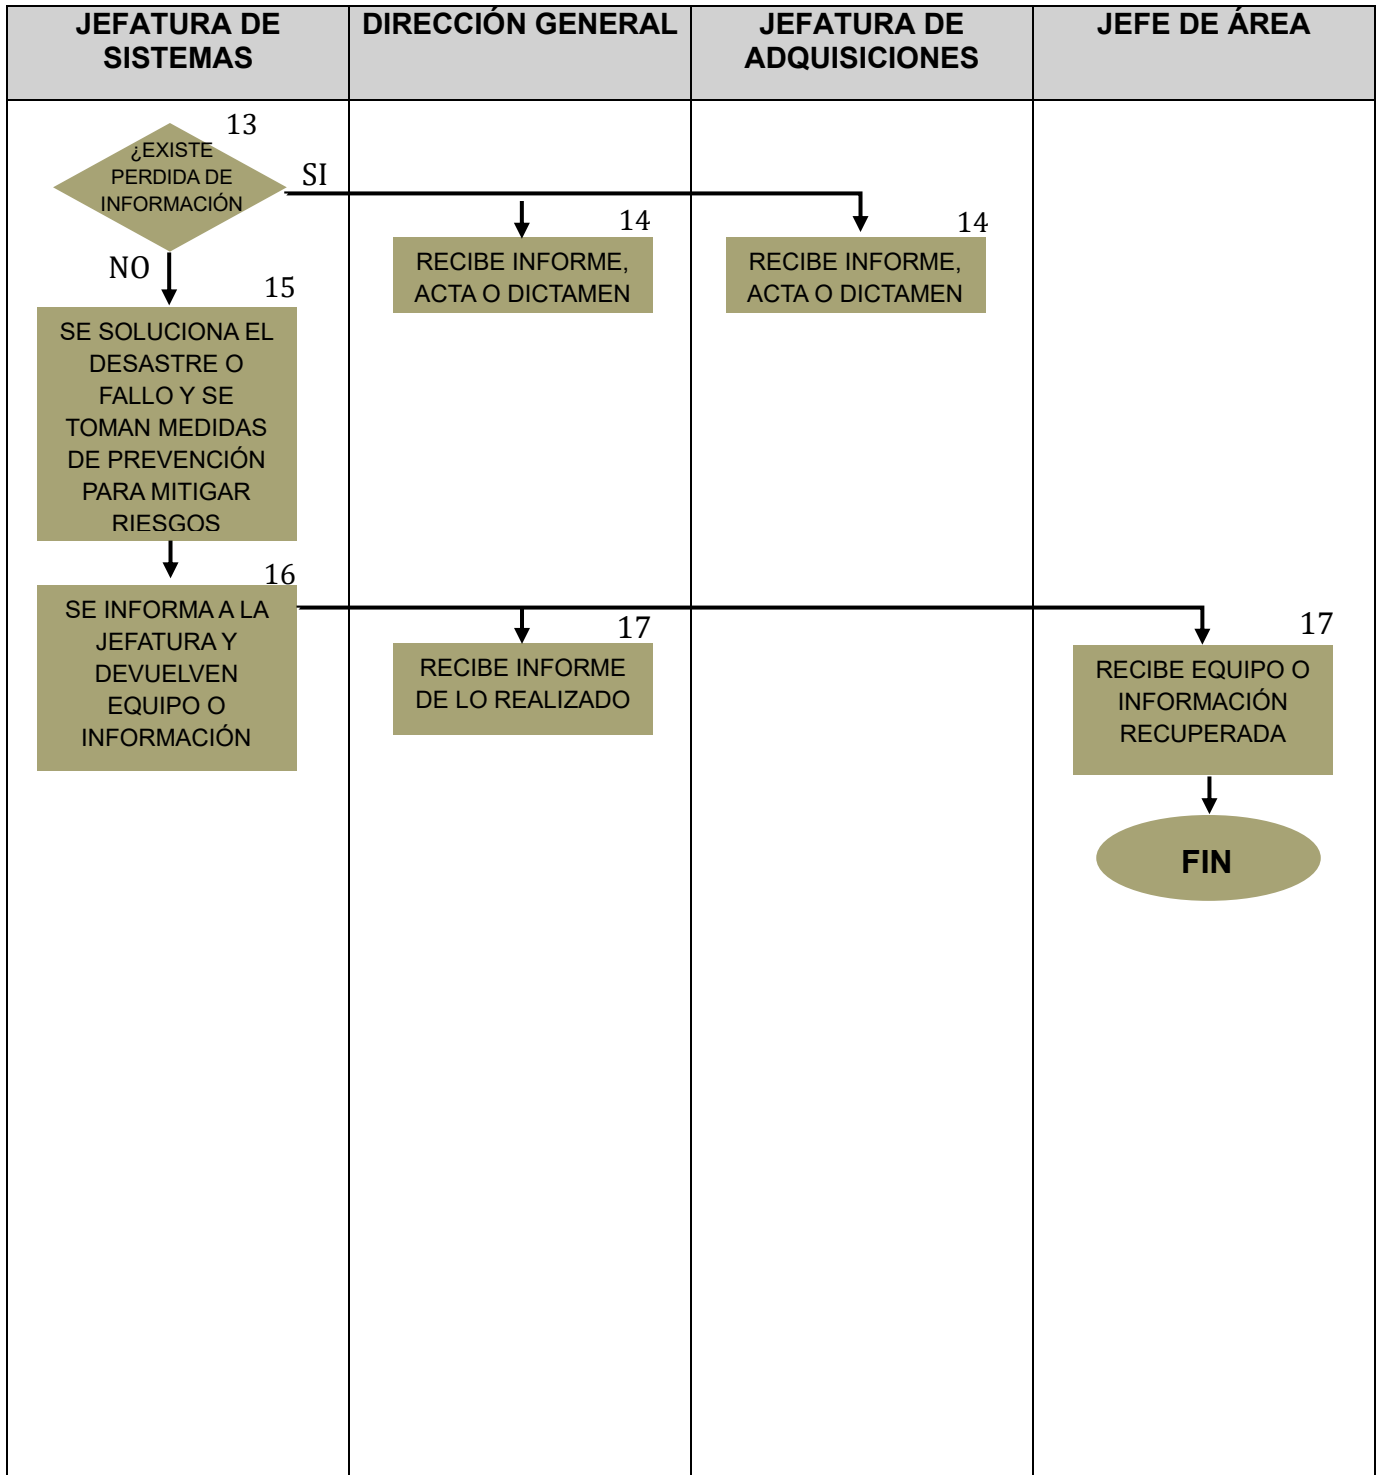 JEFATURA DE
SISTEMAS
DIRECCIÓN GENERAL
JEFATURA DE
ADQUISICIONES
JEFE DE ÁREA
13
¿EXISTE
PERDIDA DE
INFORMACIÓN
SI
NO
14
RECIBE INFORME,
ACTA O DICTAMEN
14
RECIBE INFORME,
ACTA O DICTAMEN
15
SE SOLUCIONA EL
DESASTRE O
FALLO Y SE
TOMAN MEDIDAS
DE PREVENCIÓN
PARA MITIGAR
RIESGOS
16
SE INFORMA A LA
JEFATURA Y
DEVUELVEN
EQUIPO O
INFORMACIÓN
17
RECIBE INFORME
DE LO REALIZADO
17
RECIBE EQUIPO O
INFORMACIÓN
RECUPERADA
FIN